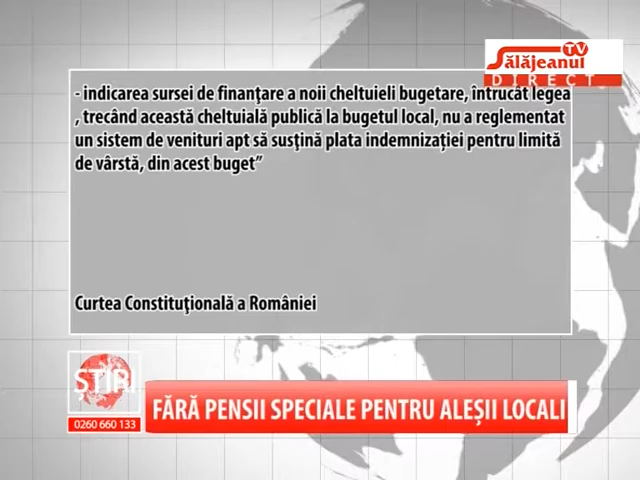 Sălăjeanul TV
DIRECT
- indicarea sursei de finanţare a noii cheltuieli bugetare, întrucât legea
, trecând această cheltuială publică la bugetul local, nu a reglementat
un sistem de venituri apt să susţină plata indemnizaţiei pentru limită
de vârstă, din acest buget”
Curtea Constituţională a României
ŞTIRI
0260 660 133
FĂRĂ PENSII SPECIALE PENTRU ALEŞII LOCALI